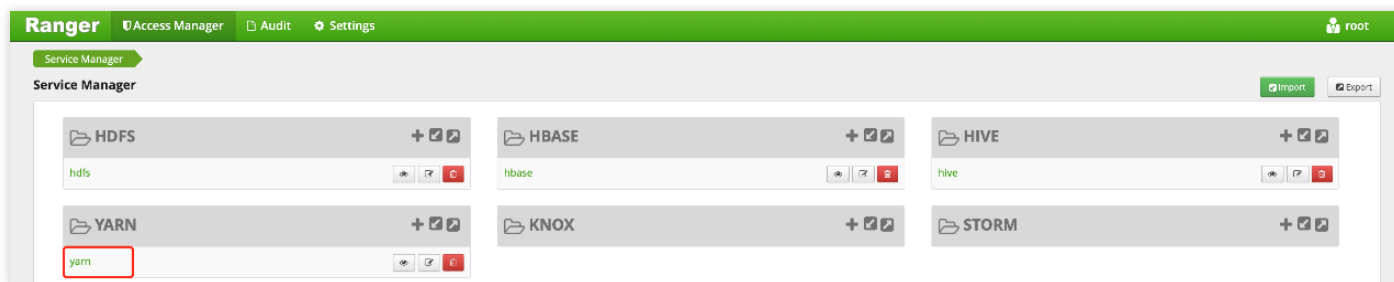 Ranger Access Manager Audit Settings root
Service Manager
Service Manager Import Export
HDFS HBASE HIVE
hdfs hbase hive
YARN KNOX STORM
yarn